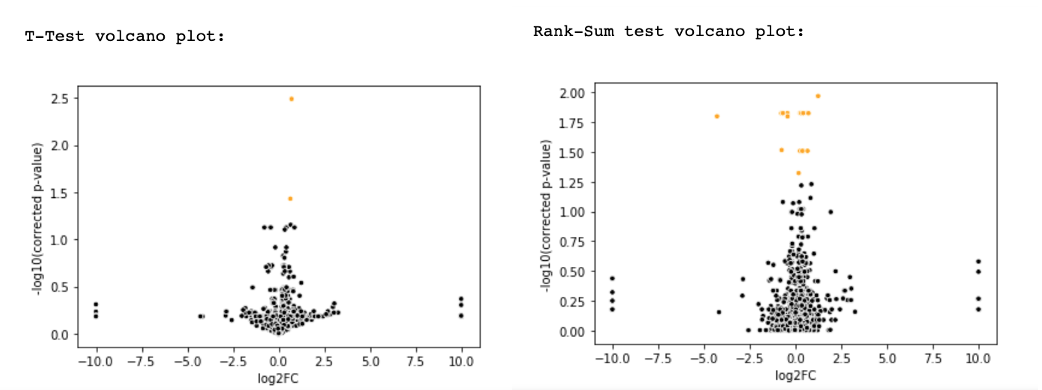 T-Test volcano plot:
Rank-Sum test volcano plot:
-log10(corrected p-value)
2.5
2.0
1.5
1.0
0.5
0.0
−10.0 −7.5 −5.0 −2.5 0.0 2.5 5.0 7.5 10.0
log2FC
-log10(corrected p-value)
2.00
1.75
1.50
1.25
1.00
0.75
0.50
0.25
0.00
−10.0 −7.5 −5.0 −2.5 0.0 2.5 5.0 7.5 10.0
log2FC